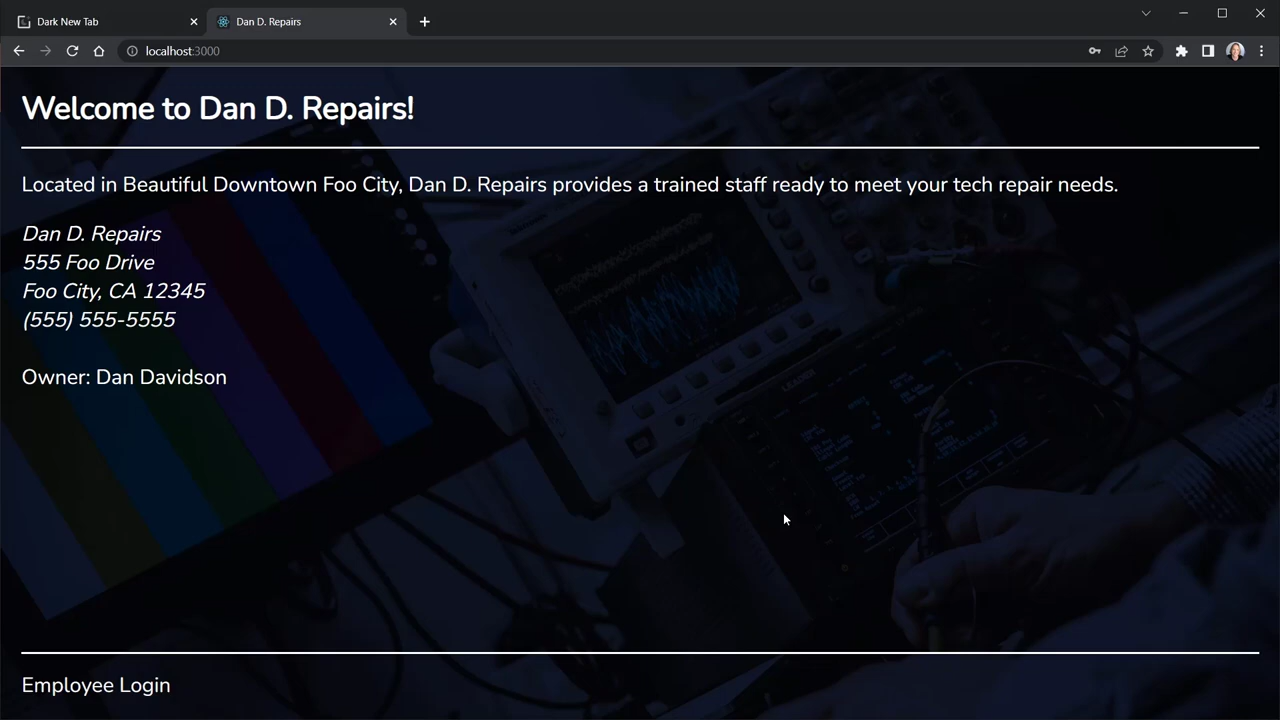 Dark New Tab
Dan D. Repairs
localhost:3000
Welcome to Dan D. Repairs!
Located in Beautiful Downtown Foo City, Dan D. Repairs provides a trained staff ready to meet your tech repair needs.
Dan D. Repairs
555 Foo Drive
Foo City, CA 12345
(555) 555-5555
Owner: Dan Davidson
Employee Login